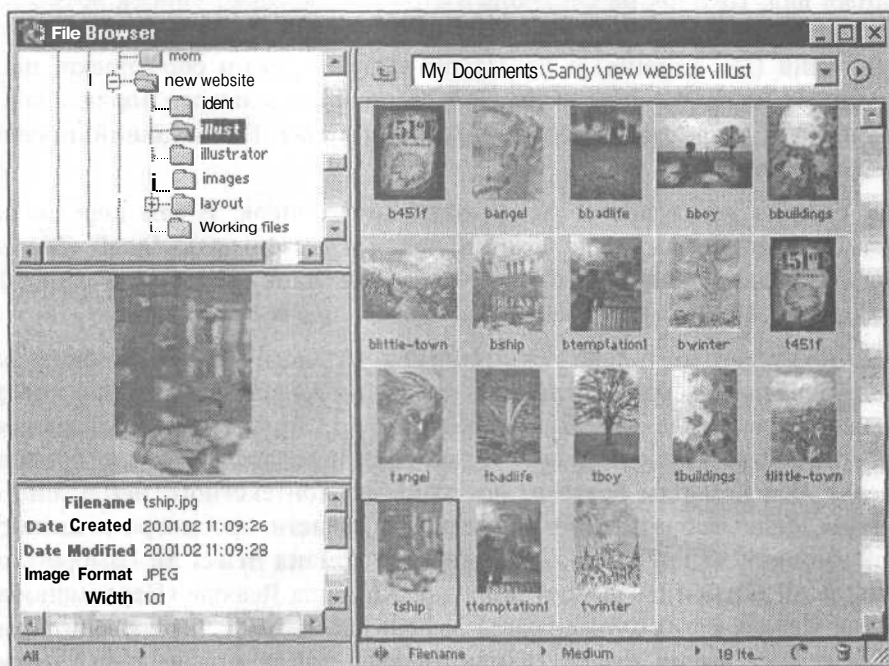 File Browser
mom
new website
ident
illust
illustrator
images
layout
Working files
My Documents\Sandy\new website\illust
b451f bangel bbadlife bboy bbuildings
blittle-town bship btemptation1 bwinter t451f
tangel tbadlife tboy tbuildings tlittle-town
tship ttemptation1 twinter
Filename tship.jpg
Date Created 20.01.02 11:09:26
Date Modified 20.01.02 11:09:28
Image Format JPEG
Width 101
All
Filename Medium 18 Ite...